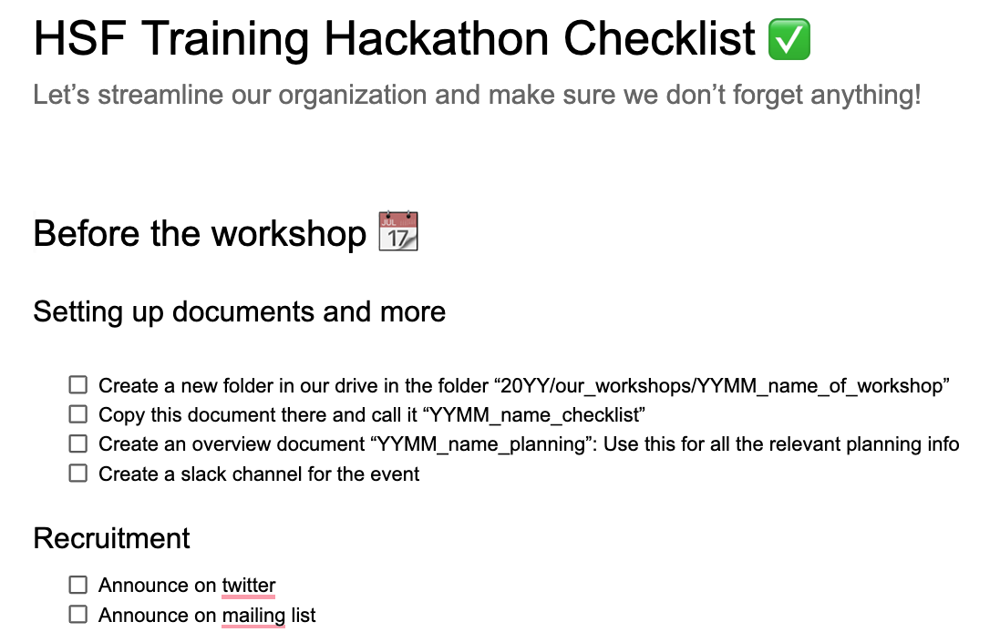 HSF Training Hackathon Checklist ✅
Let’s streamline our organization and make sure we don’t forget anything!
Before the workshop 📅
Setting up documents and more
☐ Create a new folder in our drive in the folder “20YY/our_workshops/YYMM_name_of_workshop”
☐ Copy this document there and call it “YYMM_name_checklist”
☐ Create an overview document “YYMM_name_planning”: Use this for all the relevant planning info
☐ Create a slack channel for the event
Recruitment
☐ Announce on twitter
☐ Announce on mailing list